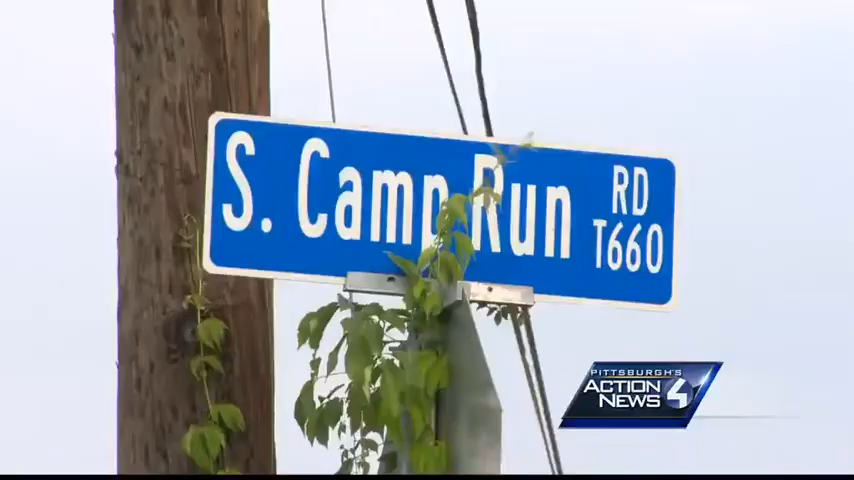 S. Camp Run RD
T660
PITTSBURGH'S
ACTION 4
NEWS